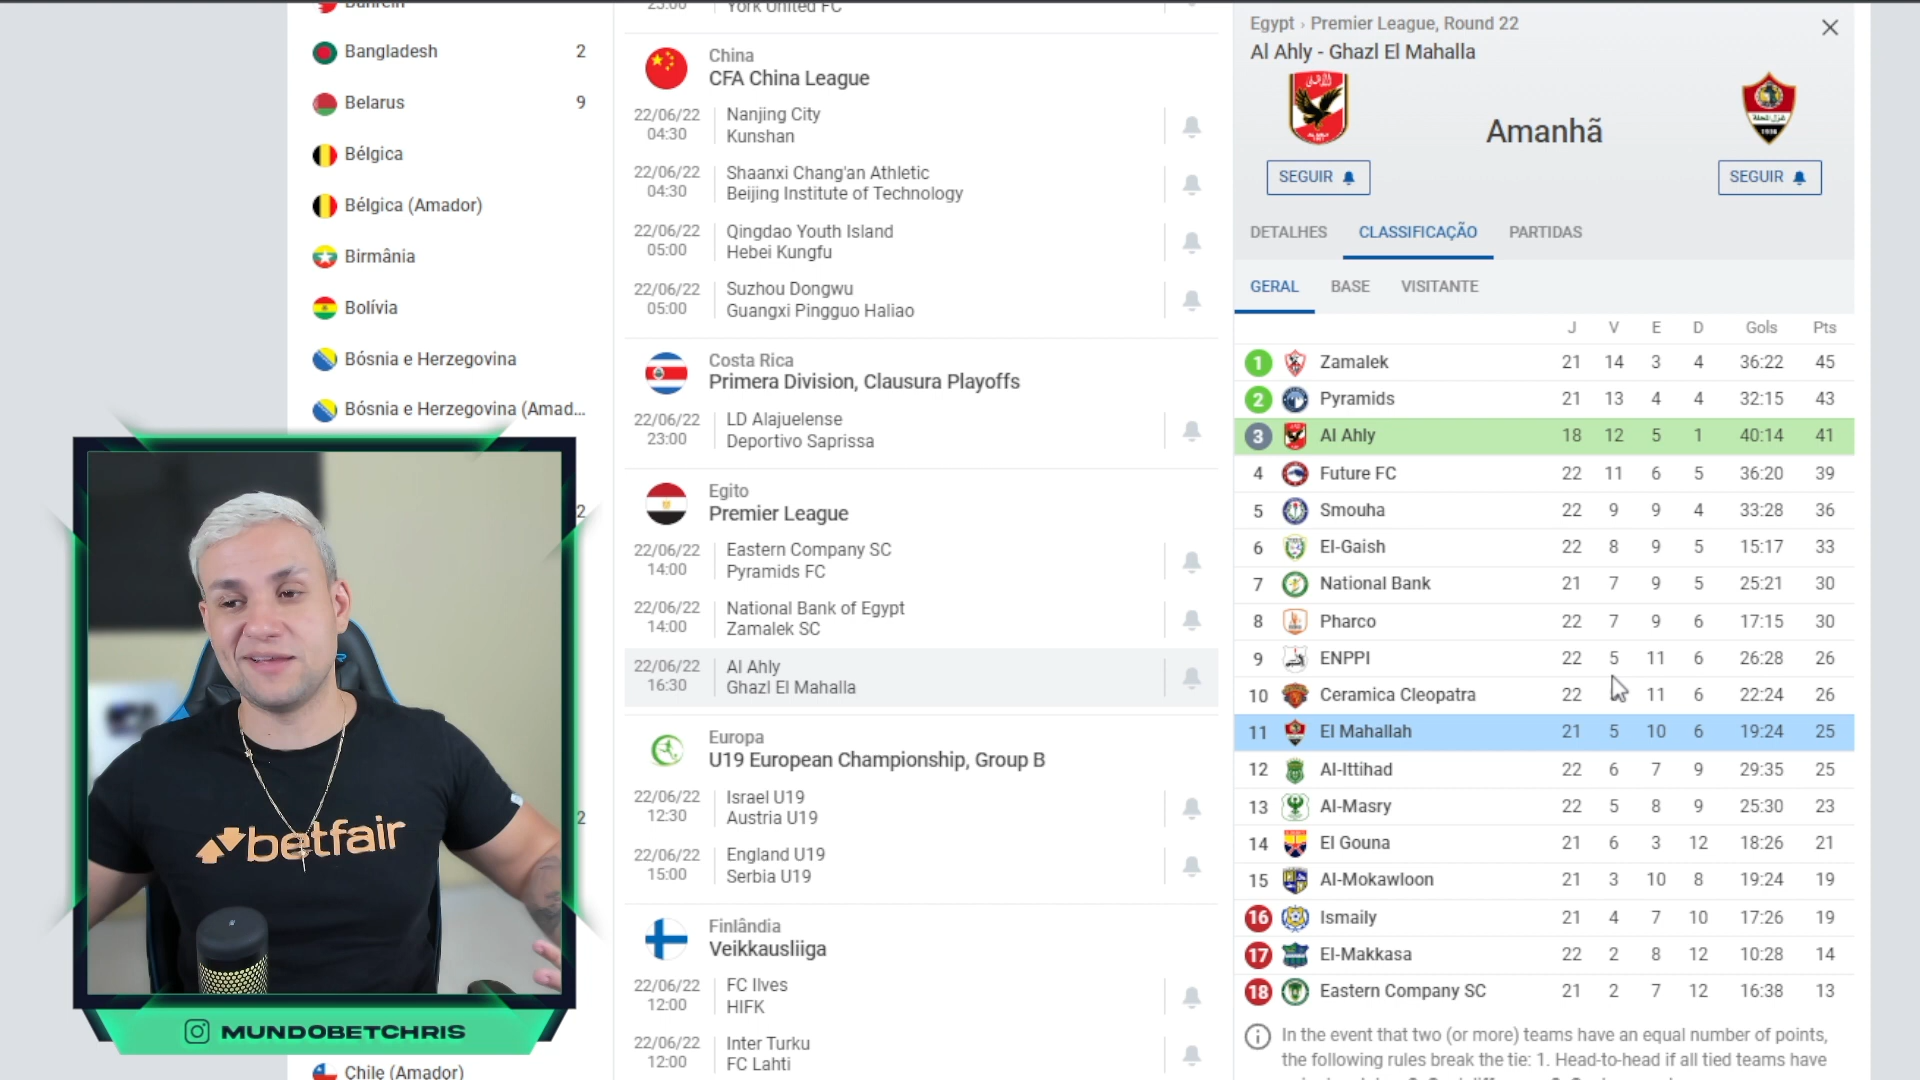 Bahrein
Bangladesh 2
Belarus 9
Bélgica
Bélgica (Amador)
Birmânia
Bolívia
Bósnia e Herzegovina
Bósnia e Herzegovina (Amad...
2
2
Chile (Amador)
betfair
MUNDOBETCHRIS
23:00 York United FC
China
CFA China League
22/06/22 Nanjing City
04:30 Kunshan
22/06/22 Shaanxi Chang'an Athletic
04:30 Beijing Institute of Technology
22/06/22 Qingdao Youth Island
05:00 Hebei Kungfu
22/06/22 Suzhou Dongwu
05:00 Guangxi Pingguo Haliao
Costa Rica
Primera Division, Clausura Playoffs
22/06/22 LD Alajuelense
23:00 Deportivo Saprissa
Egito
Premier League
22/06/22 Eastern Company SC
14:00 Pyramids FC
22/06/22 National Bank of Egypt
14:00 Zamalek SC
22/06/22 Al Ahly
16:30 Ghazl El Mahalla
Europa
U19 European Championship, Group B
22/06/22 Israel U19
12:30 Austria U19
22/06/22 England U19
15:00 Serbia U19
Finlândia
Veikkausliiga
22/06/22 FC Ilves
12:00 HIFK
22/06/22 Inter Turku
12:00 FC Lahti
Egypt › Premier League, Round 22
Al Ahly - Ghazl El Mahalla
Amanhã
SEGUIR SEGUIR
DETALHES CLASSIFICAÇÃO PARTIDAS
GERAL BASE VISITANTE
J V E D Gols Pts
1 Zamalek 21 14 3 4 36:22 45
2 Pyramids 21 13 4 4 32:15 43
3 Al Ahly 18 12 5 1 40:14 41
4 Future FC 22 11 6 5 36:20 39
5 Smouha 22 9 9 4 33:28 36
6 El-Gaish 22 8 9 5 15:17 33
7 National Bank 21 7 9 5 25:21 30
8 Pharco 22 7 9 6 17:15 30
9 ENPPI 22 5 11 6 26:28 26
10 Ceramica Cleopatra 22 11 6 22:24 26
11 El Mahallah 21 5 10 6 19:24 25
12 Al-Ittihad 22 6 7 9 29:35 25
13 Al-Masry 22 5 8 9 25:30 23
14 El Gouna 21 6 3 12 18:26 21
15 Al-Mokawloon 21 3 10 8 19:24 19
16 Ismaily 21 4 7 10 17:26 19
17 El-Makkasa 22 2 8 12 10:28 14
18 Eastern Company SC 21 2 7 12 16:38 13
In the event that two (or more) teams have an equal number of points,
the following rules break the tie: 1. Head-to-head if all tied teams have